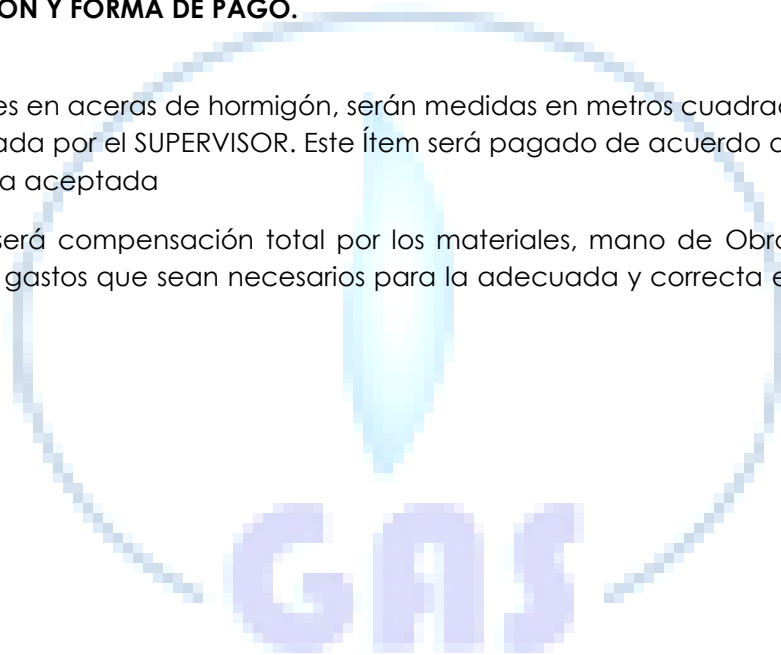 ÓN Y FORMA DE PAGO.
es en aceras de hormigón, serán medidas en metros cuadrad
ada por el SUPERVISOR. Este Ítem será pagado de acuerdo
a aceptada
será compensación total por los materiales, mano de Obra
gastos que sean necesarios para la adecuada y correcta e
GAS